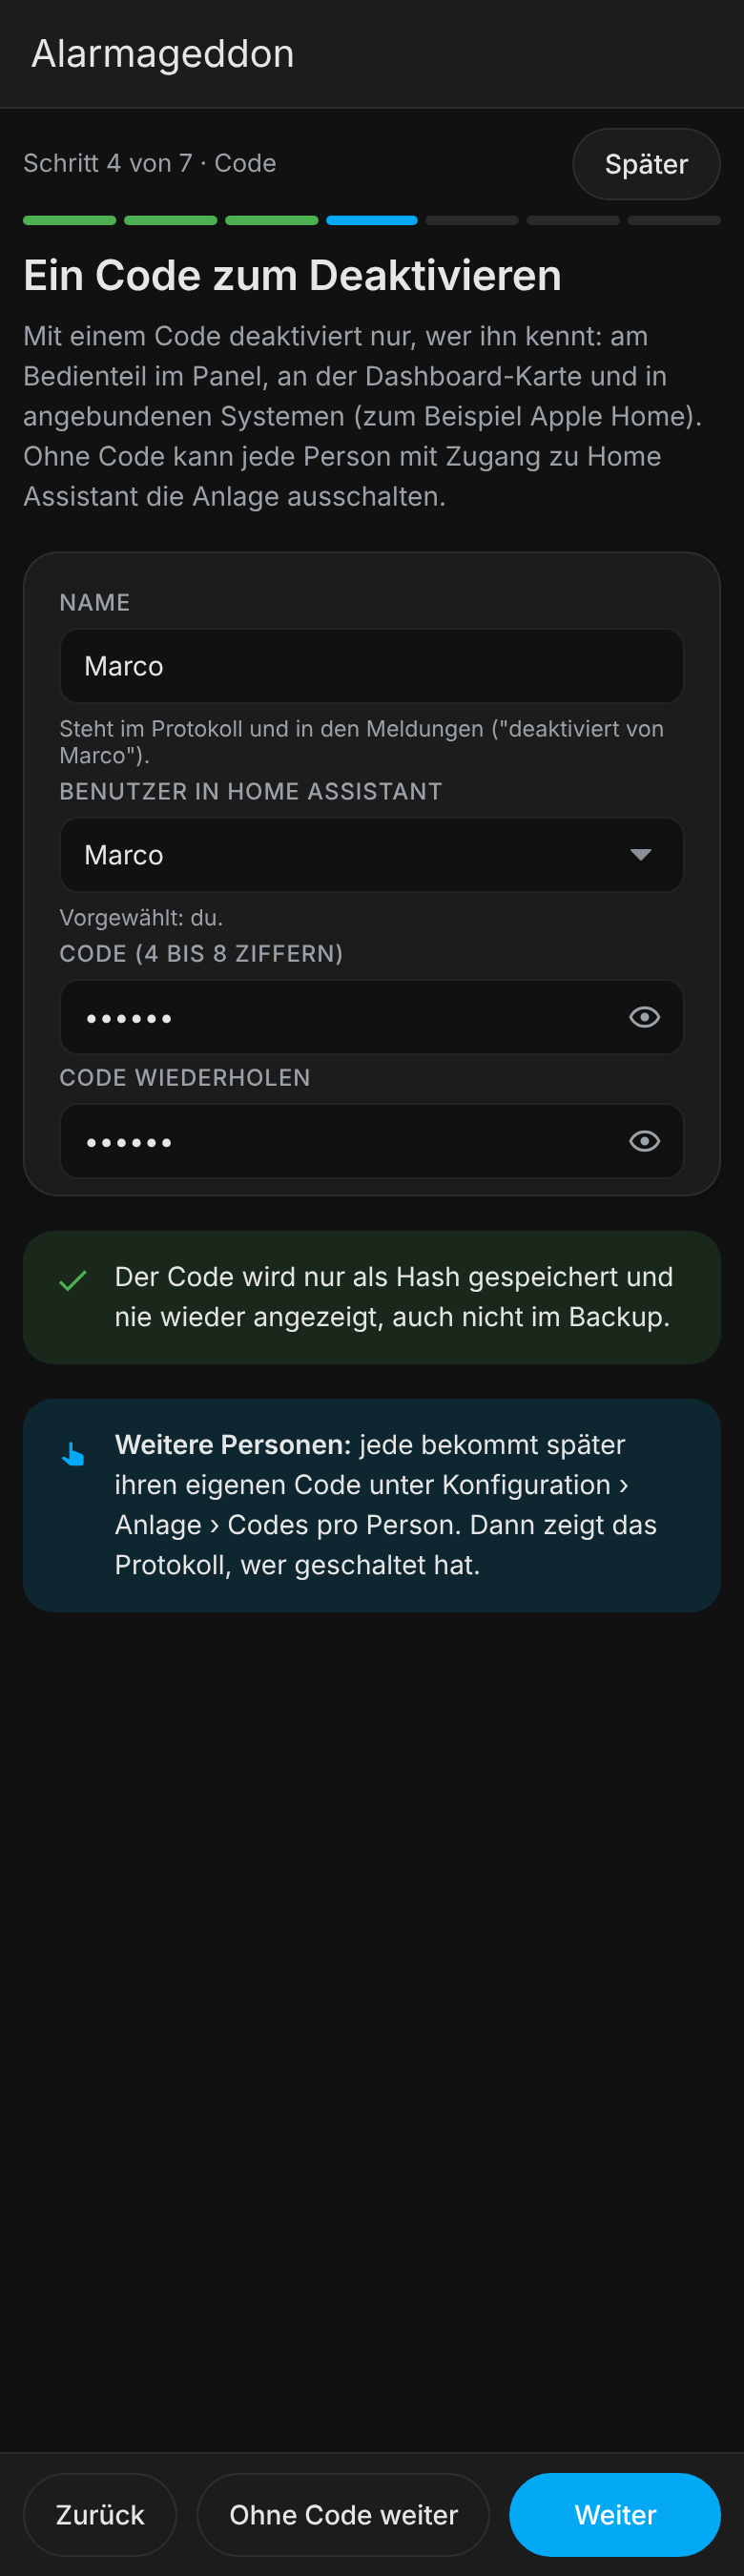 Alarmageddon
Schritt 4 von 7 · Code
Später
Ein Code zum Deaktivieren
Mit einem Code deaktiviert nur, wer ihn kennt: am
Bedienteil im Panel, an der Dashboard-Karte und in
angebundenen Systemen (zum Beispiel Apple Home).
Ohne Code kann jede Person mit Zugang zu Home
Assistant die Anlage ausschalten.
NAME
Marco
Steht im Protokoll und in den Meldungen ("deaktiviert von
Marco").
BENUTZER IN HOME ASSISTANT
Marco
Vorgewählt: du.
CODE (4 BIS 8 ZIFFERN)
••••••
CODE WIEDERHOLEN
••••••
Der Code wird nur als Hash gespeichert und
nie wieder angezeigt, auch nicht im Backup.
Weitere Personen: jede bekommt später
ihren eigenen Code unter Konfiguration ›
Anlage › Codes pro Person. Dann zeigt das
Protokoll, wer geschaltet hat.
Zurück
Ohne Code weiter
Weiter